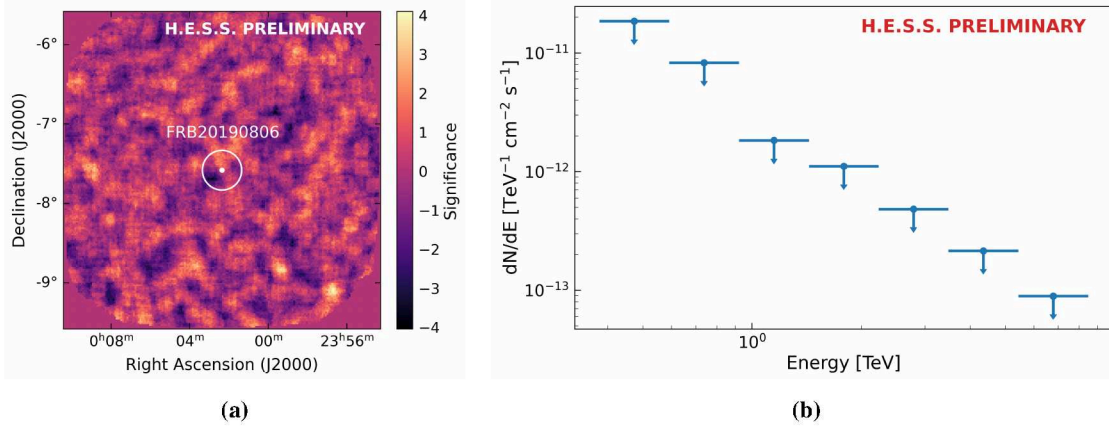 H.E.S.S. PRELIMINARY
FRB20190806
-6°
-7°
-8°
-9°
Declination (J2000)
0h08m
04m
00m
23h56m
Right Ascension (J2000)
4
3
2
1
0
−1
−2
−3
−4
Significance
(a)
H.E.S.S. PRELIMINARY
10⁻¹¹
10⁻¹²
10⁻¹³
dN/dE [TeV⁻¹ cm⁻² s⁻¹]
10⁰
Energy [TeV]
(b)